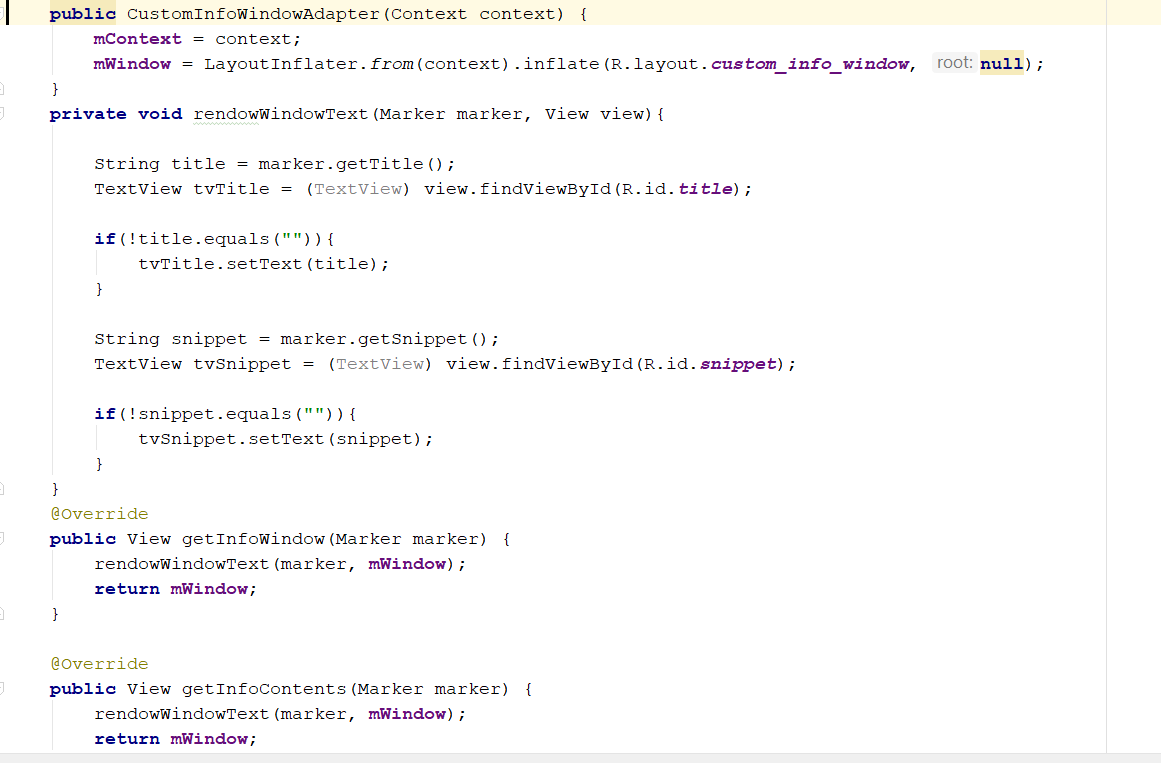 public CustomInfoWindowAdapter(Context context) {
mContext = context;
mWindow = LayoutInflater.from(context).inflate(R.layout.custom_info_window, root: null);
}
private void rendowWindowText(Marker marker, View view){
String title = marker.getTitle();
TextView tvTitle = (TextView) view.findViewById(R.id.title);
if(!title.equals("")){
tvTitle.setText(title);
}
String snippet = marker.getSnippet();
TextView tvSnippet = (TextView) view.findViewById(R.id.snippet);
if(!snippet.equals("")){
tvSnippet.setText(snippet);
}
}
@Override
public View getInfoWindow(Marker marker) {
rendowWindowText(marker, mWindow);
return mWindow;
}
@Override
public View getInfoContents(Marker marker) {
rendowWindowText(marker, mWindow);
return mWindow;